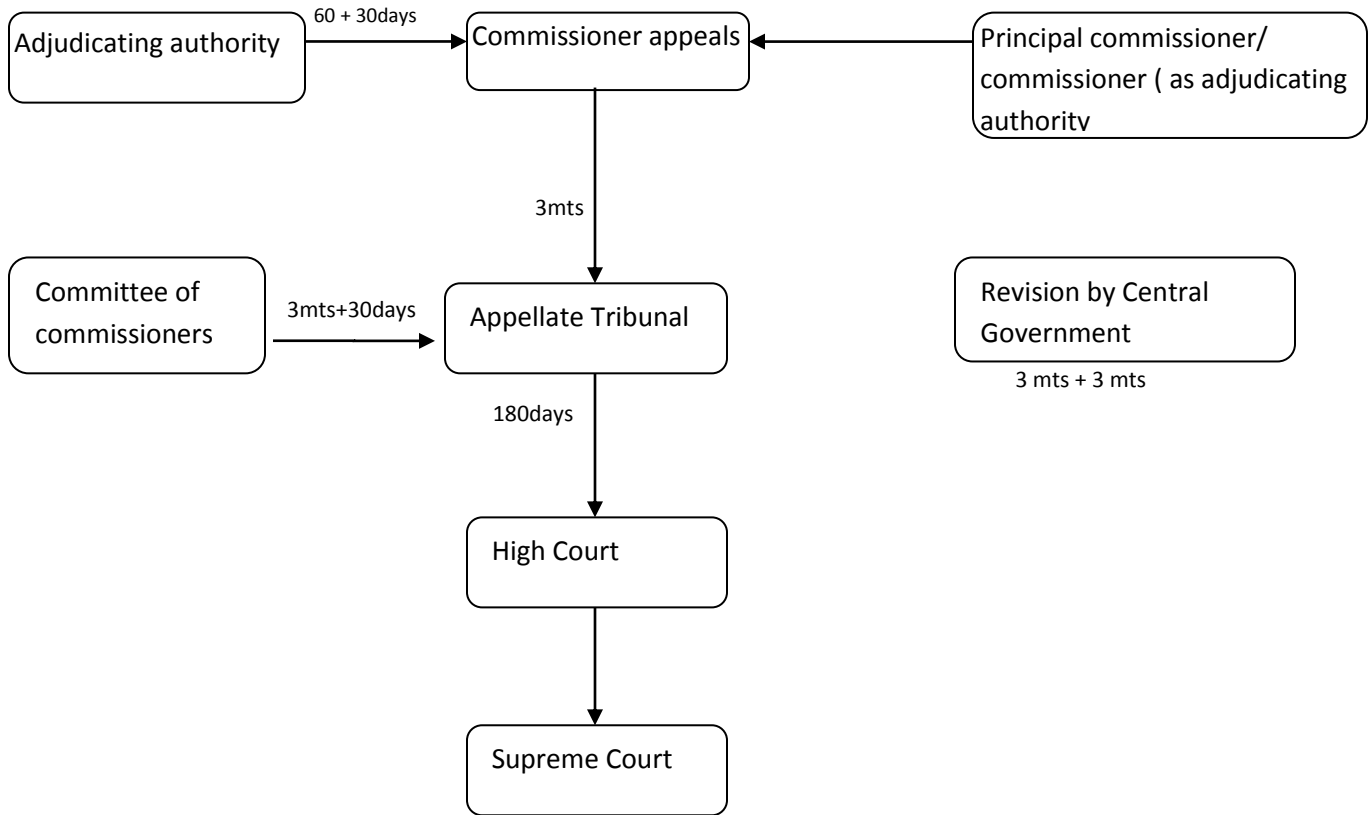 60 + 30days
Adjudicating authority
Commissioner appeals
Principal commissioner/
commissioner ( as adjudicating
authority
3mts
Committee of
commissioners
3mts+30days
Appellate Tribunal
Revision by Central
Government
3 mts + 3 mts
180days
High Court
Supreme Court